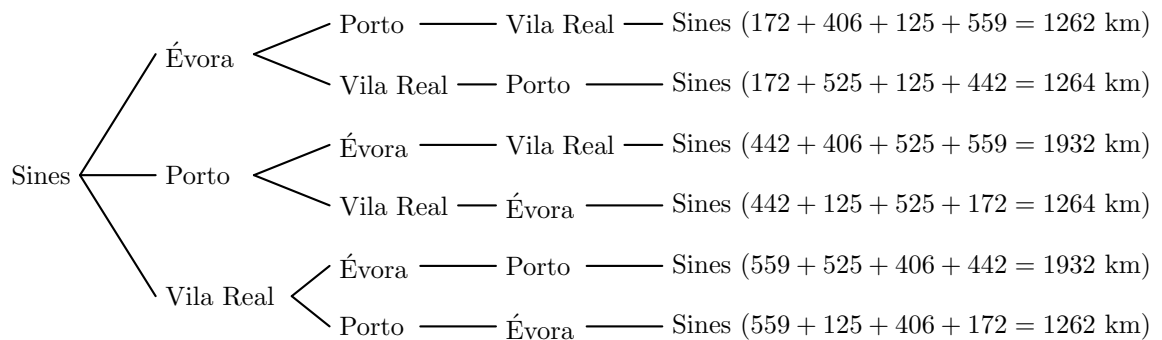 Porto Vila Real Sines (172 + 406 + 125 + 559 = 1262 km)
Évora
Vila Real Porto Sines (172 + 525 + 125 + 442 = 1264 km)
Évora Vila Real Sines (442 + 406 + 525 + 559 = 1932 km)
Sines Porto
Vila Real Évora Sines (442 + 125 + 525 + 172 = 1264 km)
Évora Porto Sines (559 + 525 + 406 + 442 = 1932 km)
Vila Real
Porto Évora Sines (559 + 125 + 406 + 172 = 1262 km)